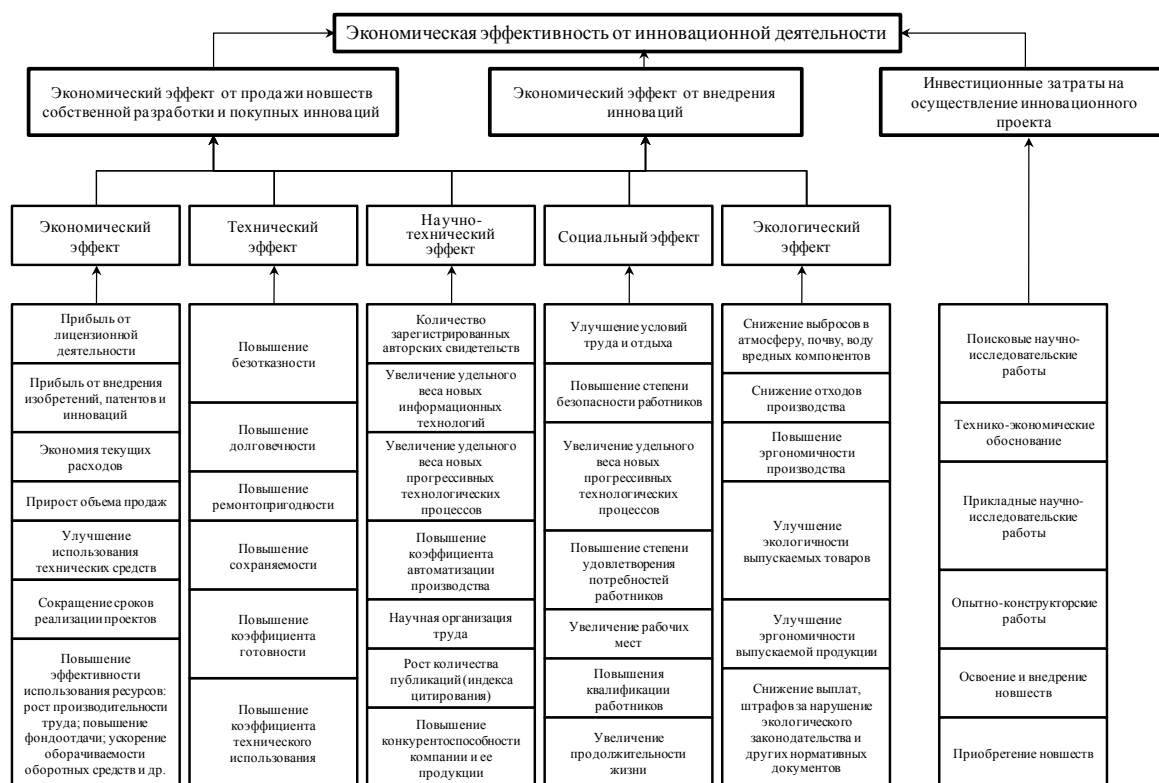 Экономическая эффективность от инновационной деятельности
Экономический эффект от продажи новшеств
собственной разработки и покупных инноваций
Экономический эффект от внедрения
инноваций
Инвестиционные затраты на
осуществление инновационного
проекта
Экономический
эффект
Технический
эффект
Научно-
технический
эффект
Социальный эффект
Экологический
эффект
Прибыль от
лицензионной
деятельности
Прибыль от внедрения
изобретений, патентов и
инноваций
Экономия текущих
расходов
Прирост объема продаж
Улучшение
использования
технических средств
Сокращение сроков
реализации проектов
Повышение
эффективности
использования ресурсов:
рост производительности
труда; повышение
фондоотдачи; ускорение
оборачиваемости
оборотных средств и др.
Повышение
безотказности
Повышение
долговечности
Повышение
ремонтопригодности
Повышение
сохраняемости
Повышение
коэффициента
готовности
Повышение
коэффициента
технического
использования
Количество
зарегистрированных
авторских свидетельств
Увеличение удельного
веса новых
информационных
технологий
Увеличение удельного
веса новых
прогрессивных
технологических
процессов
Повышение
коэффициента
автоматизации
производства
Научная организация
труда
Рост количества
публикаций (индекса
цитирования)
Повышение
конкурентоспособности
компании и ее
продукции
Улучшение условий
труда и отдыха
Повышение степени
безопасности работников
Увеличение удельного
веса новых
прогрессивных
технологических
процессов
Повышение степени
удовлетворения
потребностей
работников
Увеличение рабочих
мест
Повышения
квалификации
работников
Увеличение
продолжительности
жизни
Снижение выбросов в
атмосферу, почву, воду
вредных компонентов
Снижение отходов
производства
Повышение
эргономичности
производства
Улучшение
экологичности
выпускаемых товаров
Улучшение
эргономичности
выпускаемой продукции
Снижение выплат,
штрафов за нарушение
экологического
законодательства и
других нормативных
документов
Поисковые научно-
исследовательские
работы
Технико-экономические
обоснование
Прикладные научно-
исследовательские
работы
Опытно-конструкторские
работы
Освоение и внедрение
новшеств
Приобретение новшеств